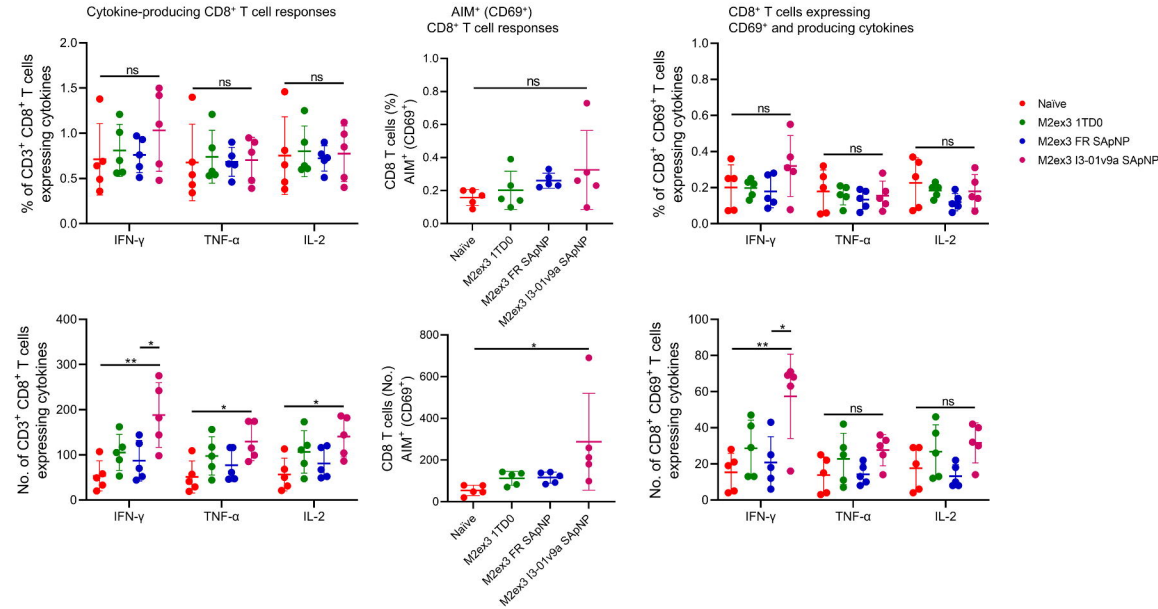 Cytokine-producing CD8⁺ T cell responses
AIM⁺ (CD69⁺)
CD8⁺ T cell responses
CD8⁺ T cells expressing
CD69⁺ and producing cytokines
% of CD3⁺ CD8⁺ T cells
expressing cytokines
2.0
1.5
1.0
0.5
0.0
ns
ns
ns
IFN-γ
TNF-α
IL-2
CD8 T cells (%)
AIM⁺ (CD69⁺)
1.0
0.8
0.6
0.4
0.2
0.0
ns
Naïve
M2ex3 1TD0
M2ex3 FR SApNP
M2ex3 I3-01v9a SApNP
% of CD8⁺ CD69⁺ T cells
expressing cytokines
1.0
0.8
0.6
0.4
0.2
0.0
ns
ns
ns
IFN-γ
TNF-α
IL-2
Naïve
M2ex3 1TD0
M2ex3 FR SApNP
M2ex3 I3-01v9a SApNP
No. of CD3⁺ CD8⁺ T cells
expressing cytokines
400
300
200
100
0
**
*
*
*
IFN-γ
TNF-α
IL-2
CD8 T cells (No.)
AIM⁺ (CD69⁺)
800
600
400
200
0
*
Naïve
M2ex3 1TD0
M2ex3 FR SApNP
M2ex3 I3-01v9a SApNP
No. of CD8⁺ CD69⁺ T cells
expressing cytokines
100
80
60
40
20
0
**
*
ns
ns
IFN-γ
TNF-α
IL-2